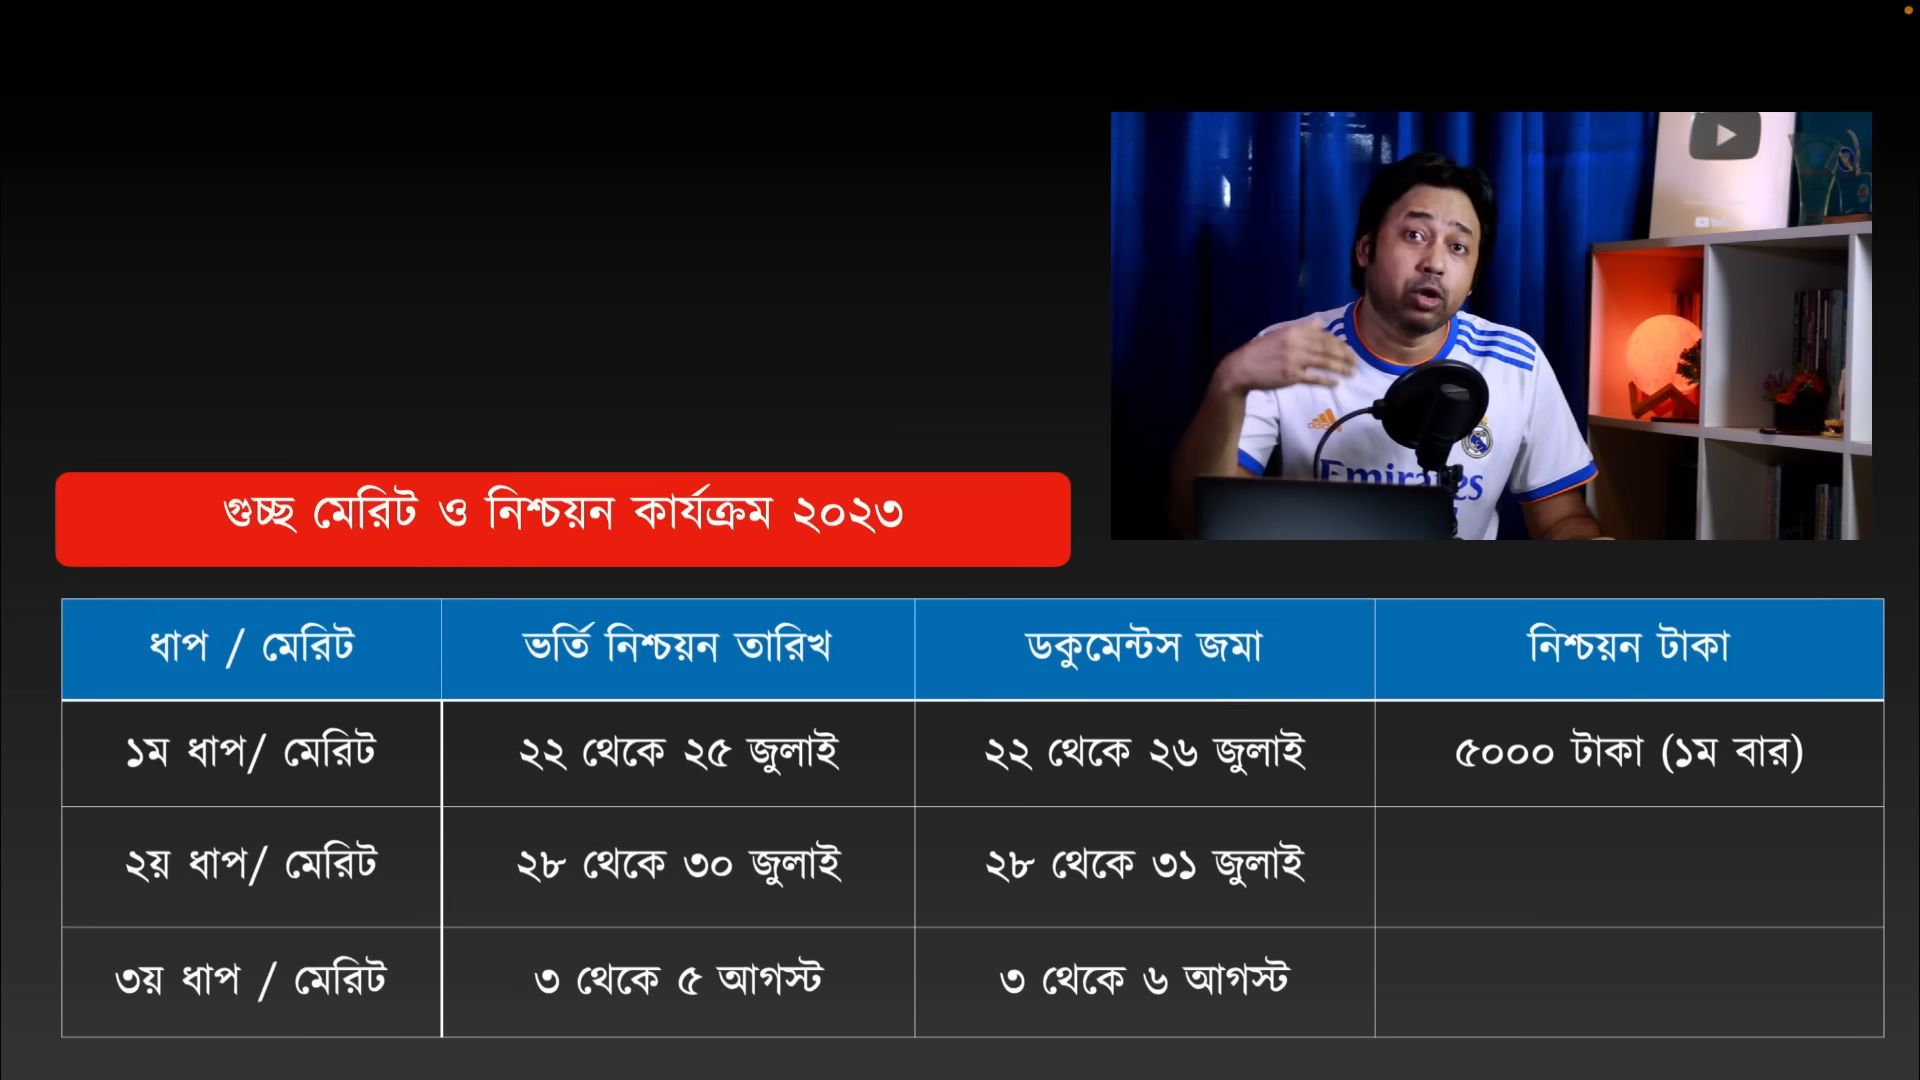 গুচ্ছ মেরিট ও নিশ্চয়ন কার্যক্রম ২০২৩
ধাপ / মেরিট	ভর্তি নিশ্চয়ন তারিখ	ডকুমেন্টস জমা	নিশ্চয়ন টাকা
১ম ধাপ/ মেরিট	২২ থেকে ২৫ জুলাই	২২ থেকে ২৬ জুলাই	৫০০০ টাকা (১ম বার)
২য় ধাপ/ মেরিট	২৮ থেকে ৩০ জুলাই	২৮ থেকে ৩১ জুলাই
৩য় ধাপ / মেরিট	৩ থেকে ৫ আগস্ট	৩ থেকে ৬ আগস্ট
adidas
Emirates